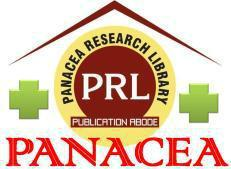 PANACEA RESEARCH LIBRARY
PRL
PUBLICATION ABODE
PANACEA